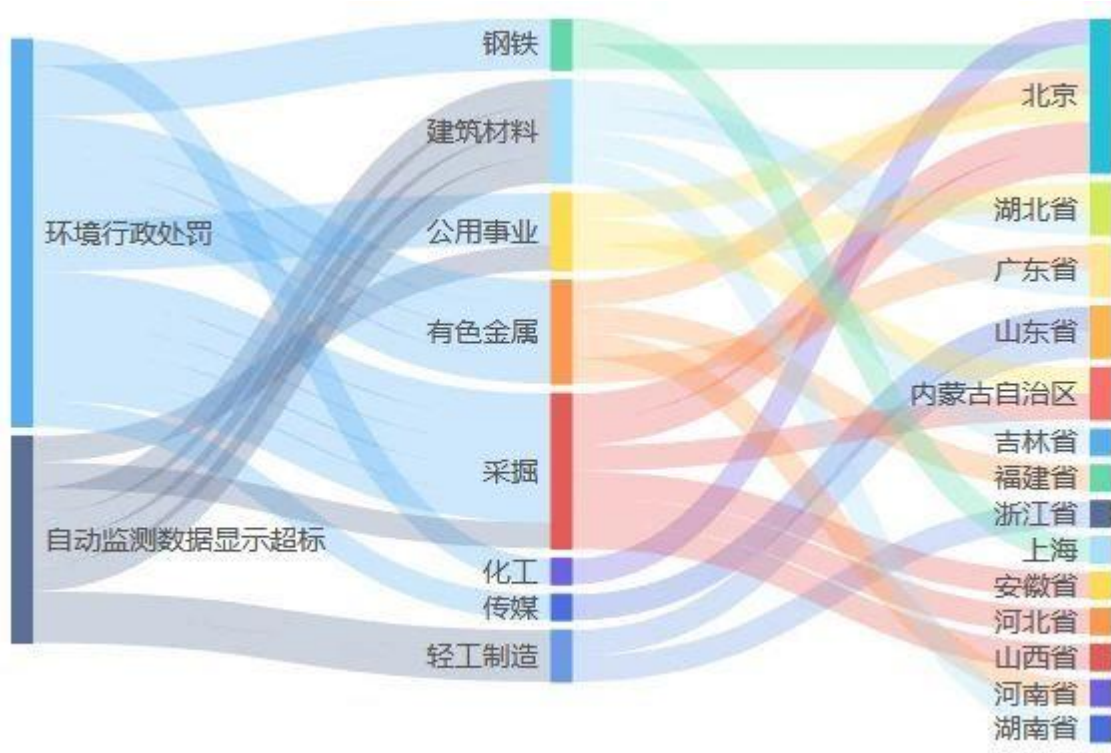 环境行政处罚
自动监测数据显示超标
钢铁
建筑材料
公用事业
有色金属
采掘
化工
传媒
轻工制造
北京
湖北省
广东省
山东省
内蒙古自治区
吉林省
福建省
浙江省
上海
安徽省
河北省
山西省
河南省
湖南省